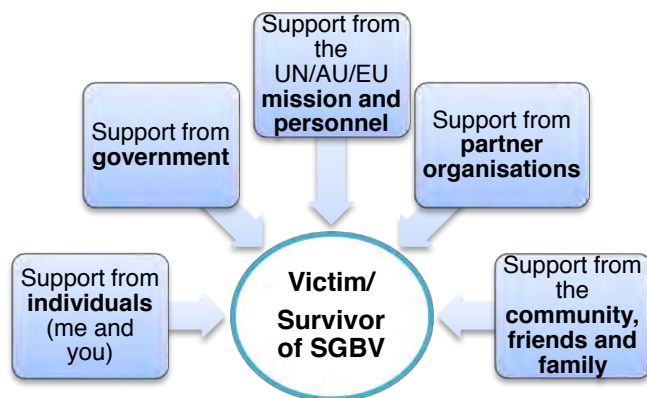 Support from
the
UN/AU/EU
mission and
personnel
Support from
government
Support from
partner
organisations
Support from
individuals
(me and
you)
Victim/
Survivor
of SGBV
Support from
the
community,
friends and
family